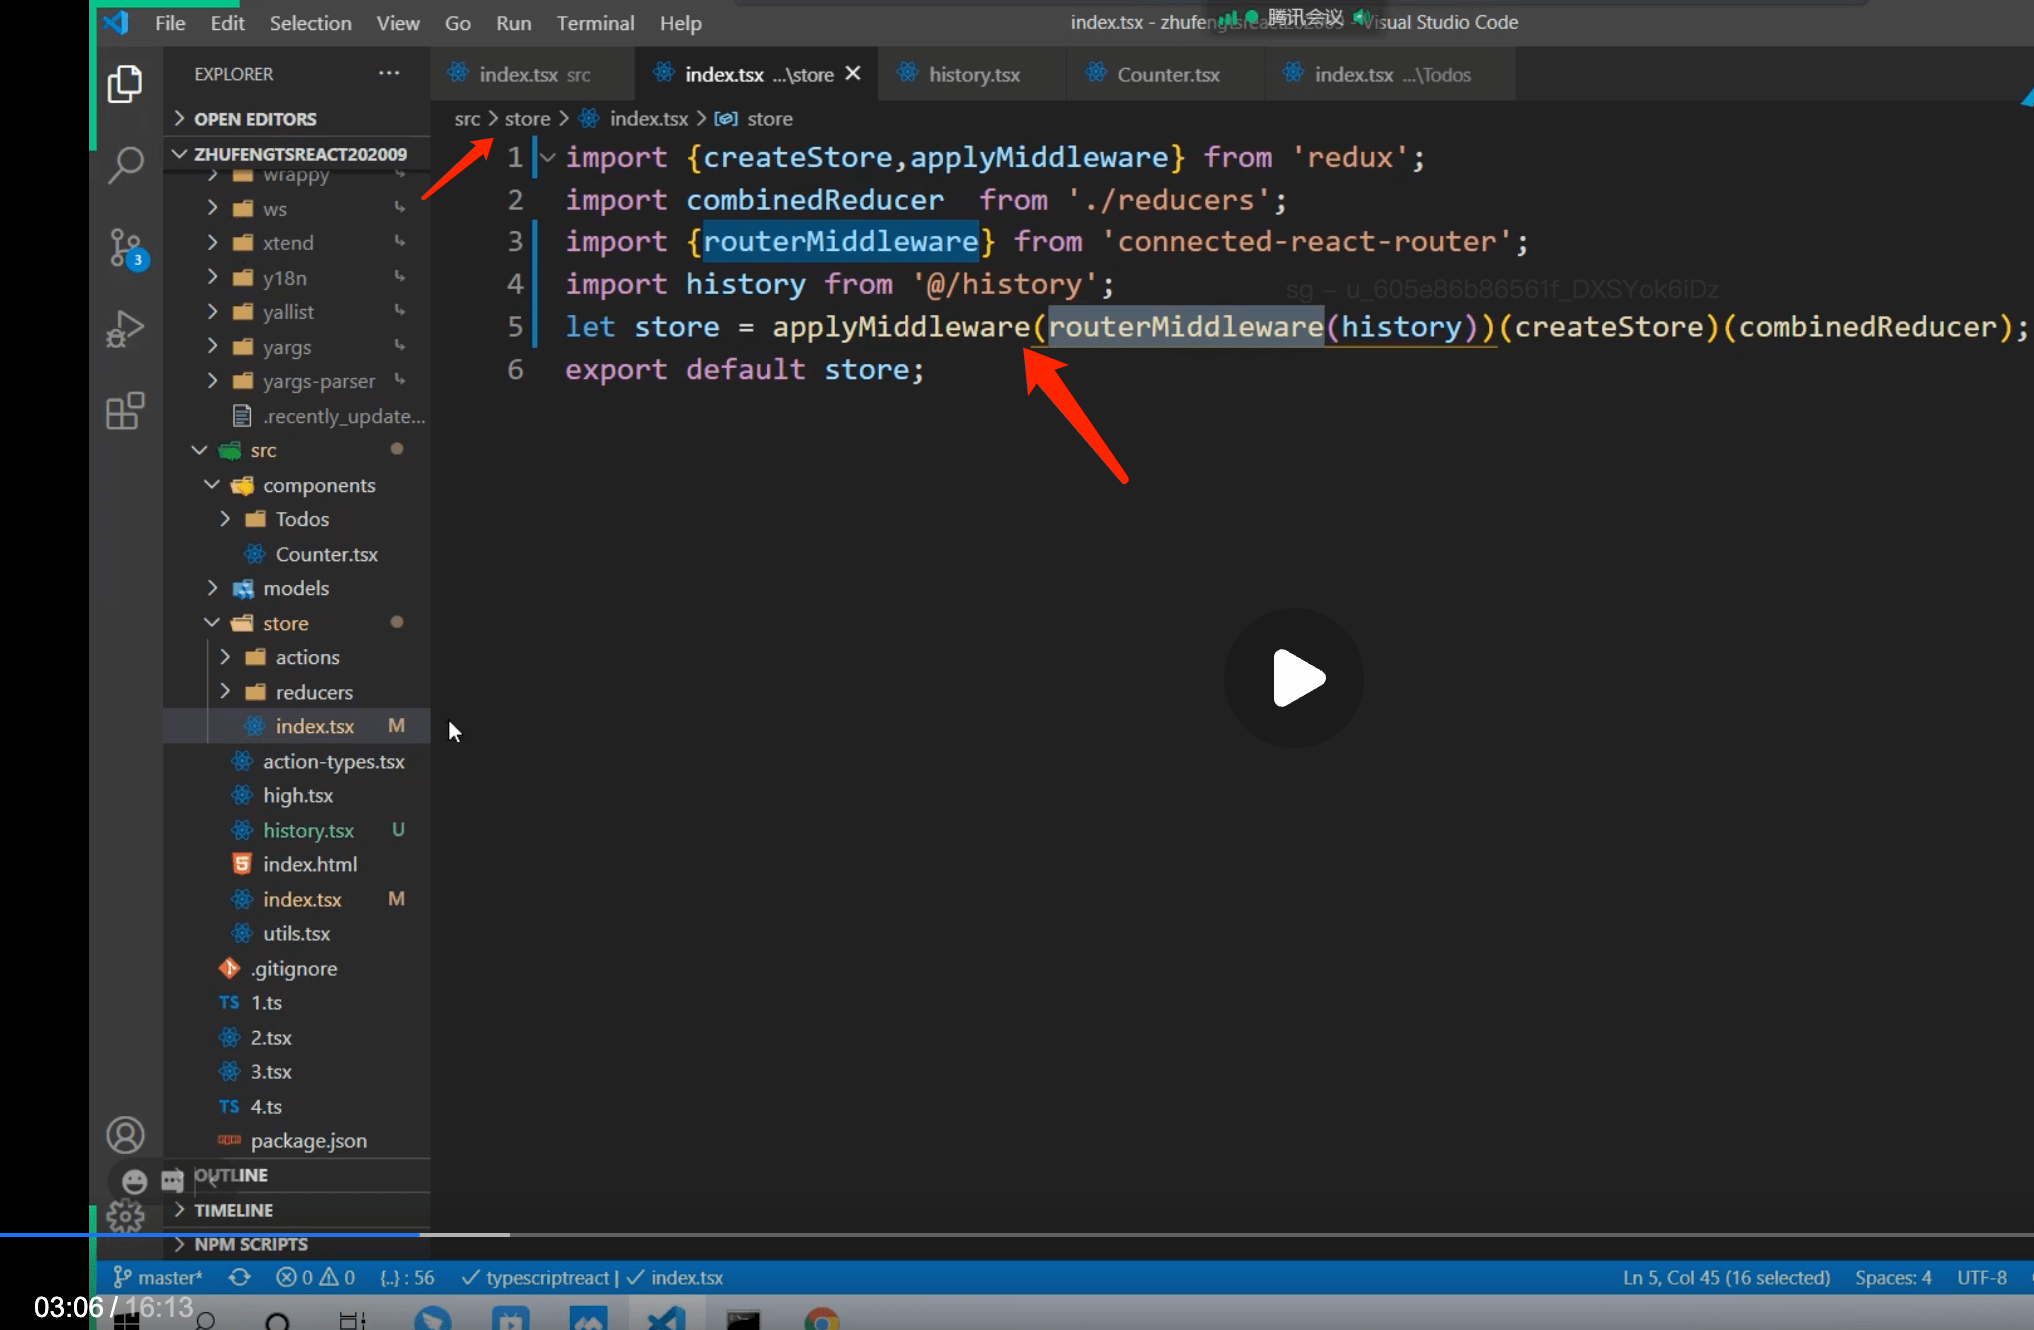 File Edit Selection View Go Run Terminal Help
index.tsx - zhufengtsreact202009 - Visual Studio Code
腾讯会议
EXPLORER ···
index.tsx src
index.tsx ...\store
history.tsx
Counter.tsx
index.tsx ...\Todos
OPEN EDITORS
ZHUFENGTSREACT202009
src > store > index.tsx > store
wrappy
ws
xtend
y18n
yallist
yargs
yargs-parser
.recently_update...
src
components
Todos
Counter.tsx
models
store
actions
reducers
index.tsx M
action-types.tsx
high.tsx
history.tsx U
index.html
index.tsx M
utils.tsx
.gitignore
TS 1.ts
2.tsx
3.tsx
TS 4.ts
package.json
OUTLINE
TIMELINE
NPM SCRIPTS
3
1 import {createStore,applyMiddleware} from 'redux';
2 import combinedReducer  from './reducers';
3 import {routerMiddleware} from 'connected-react-router';
4 import history from '@/history';
5 let store = applyMiddleware(routerMiddleware(history))(createStore)(combinedReducer);
6 export default store;
sg – u_605e86b86561f_DXSYok6iDz
master* 0 0 {..} : 56 typescriptreact | index.tsx
Ln 5, Col 45 (16 selected) Spaces: 4 UTF-8
03:06 / 16:13